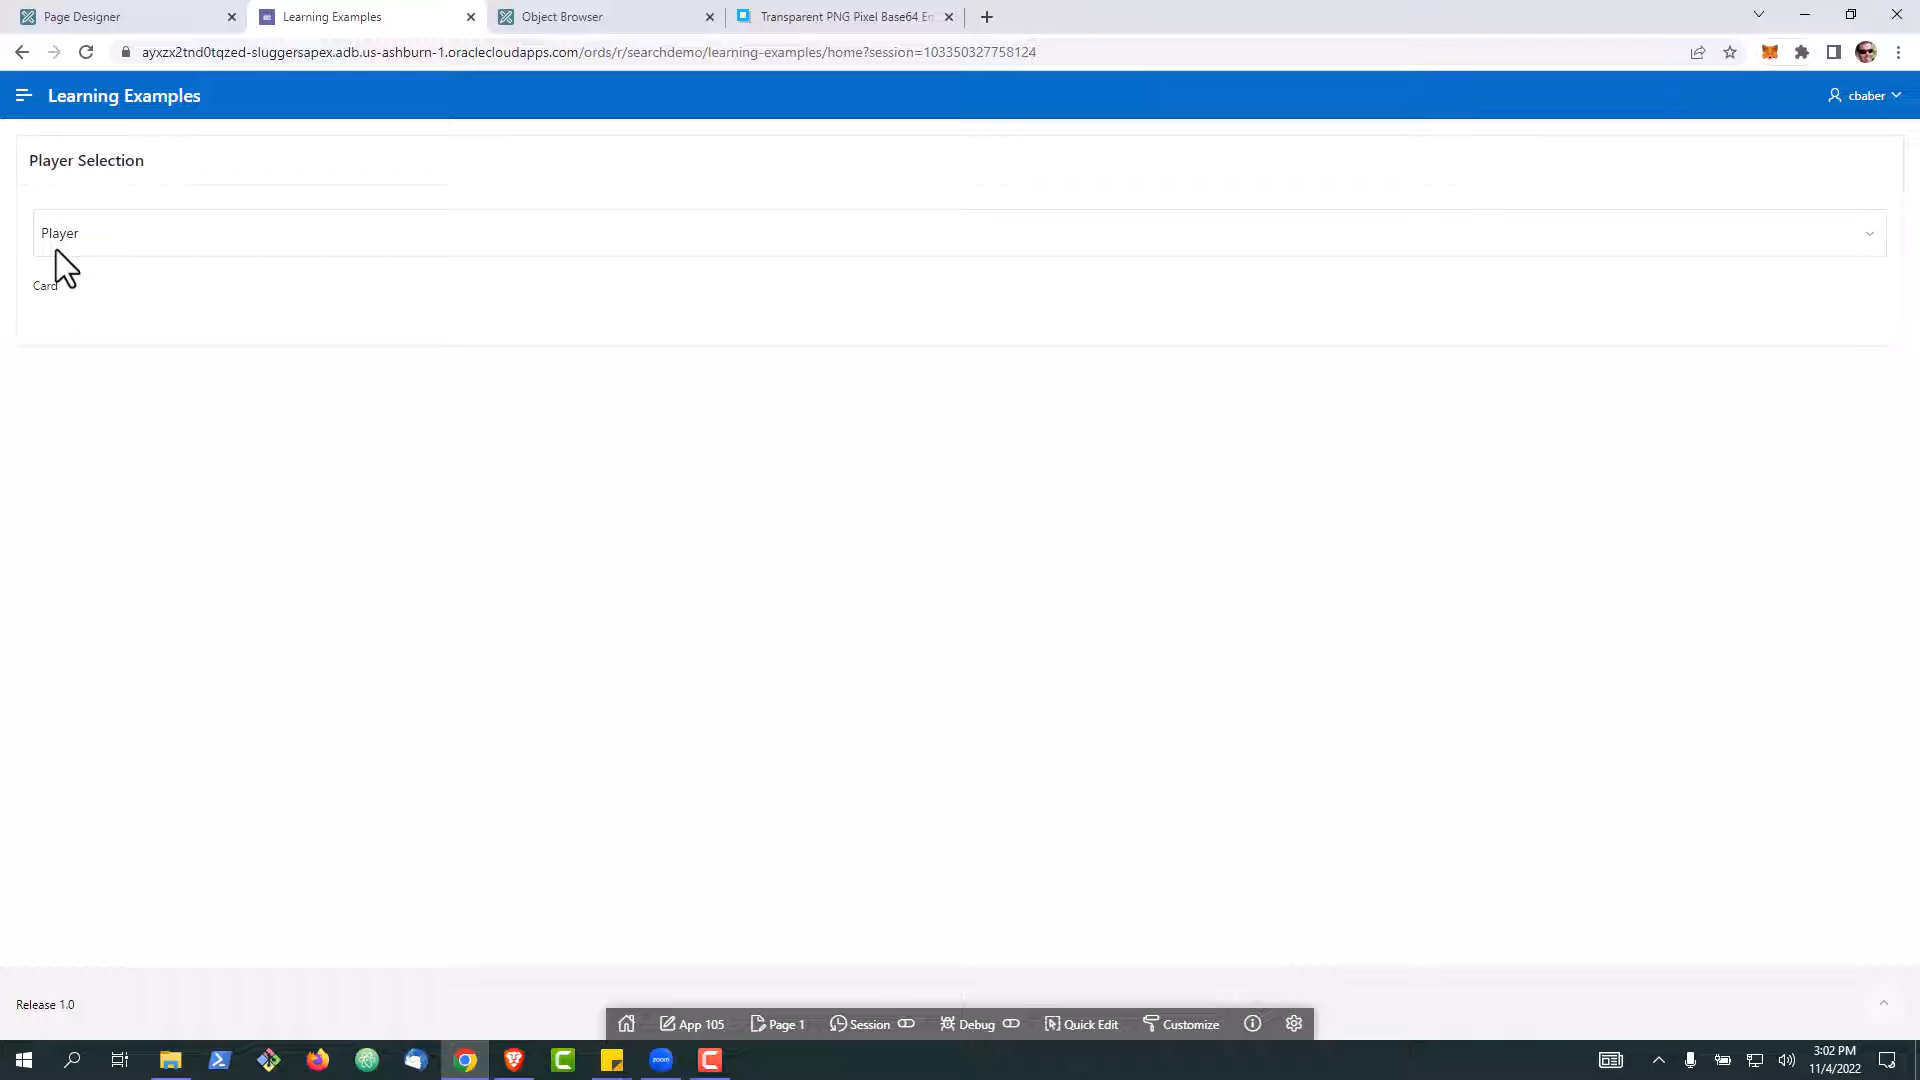 Page Designer
Learning Examples
Object Browser
Transparent PNG Pixel Base64 En
ayxzx2tnd0tqzed-sluggersapex.adb.us-ashburn-1.oraclecloudapps.com/ords/r/searchdemo/learning-examples/home?session=103350327758124
Learning Examples
cbaber
Player Selection
Player
Card
Release 1.0
App 105
Page 1
Session
Debug
Quick Edit
Customize
zoom
3:02 PM
11/4/2022